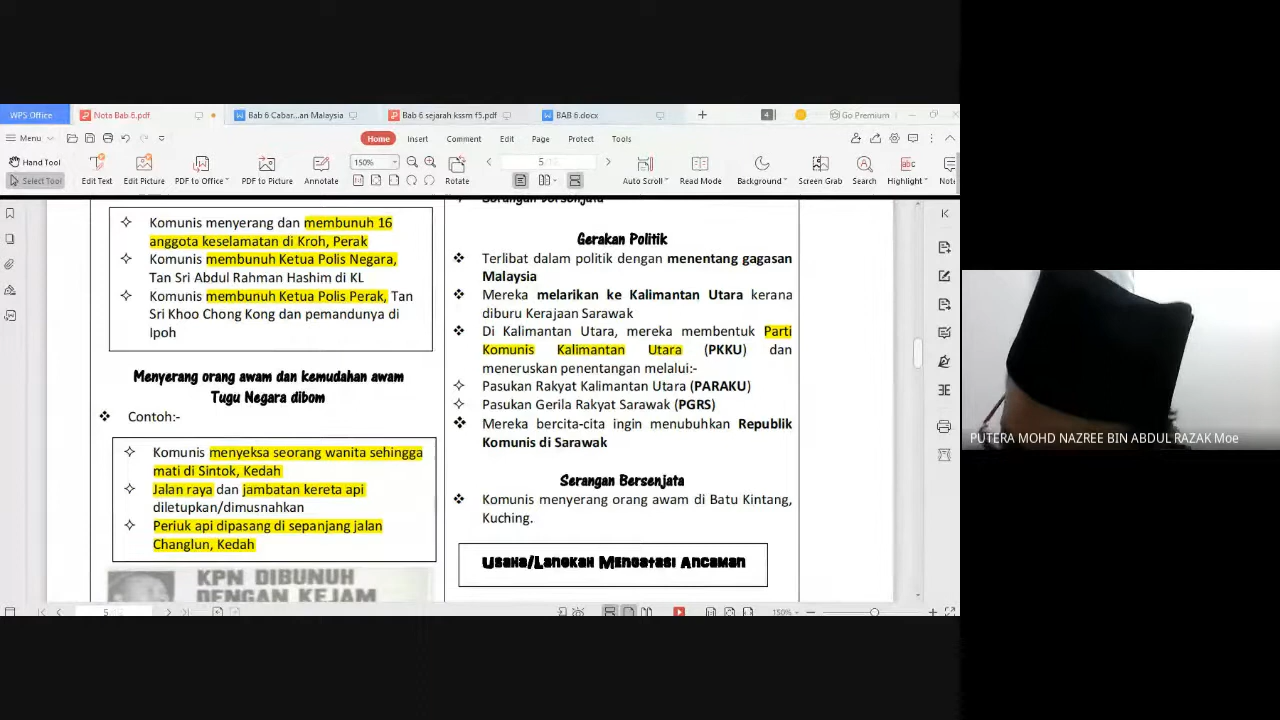 WPS Office
Nota Bab 6.pdf
Bab 6 Cabar...an Malaysia
Bab 6 sejarah kssm f5.pdf
BAB 6.docx
4
Go Premium
Menu
Home
Insert
Comment
Edit
Page
Protect
Tools
Hand Tool
Select Tool
Edit Text
Edit Picture
PDF to Office
PDF to Picture
Annotate
150%
Rotate
5
Auto Scroll
Read Mode
Background
Screen Grab
Search
Highlight
Komunis menyerang dan membunuh 16
anggota keselamatan di Kroh, Perak
Komunis membunuh Ketua Polis Negara,
Tan Sri Abdul Rahman Hashim di KL
Komunis membunuh Ketua Polis Perak, Tan
Sri Khoo Chong Kong dan pemandunya di
Ipoh
Menyerang orang awam dan kemudahan awam
Tugu Negara dibom
Contoh:-
Komunis menyeksa seorang wanita sehingga
mati di Sintok, Kedah
Jalan raya dan jambatan kereta api
diletupkan/dimusnahkan
Periuk api dipasang di sepanjang jalan
Changlun, Kedah
KPN DIBUNUH
DENGAN KEJAM
Serangan bersenjata
Gerakan Politik
Terlibat dalam politik dengan menentang gagasan
Malaysia
Mereka melarikan ke Kalimantan Utara kerana
diburu Kerajaan Sarawak
Di Kalimantan Utara, mereka membentuk Parti
Komunis Kalimantan Utara (PKKU) dan
meneruskan penentangan melalui:-
Pasukan Rakyat Kalimantan Utara (PARAKU)
Pasukan Gerila Rakyat Sarawak (PGRS)
Mereka bercita-cita ingin menubuhkan Republik
Komunis di Sarawak
Serangan Bersenjata
Komunis menyerang orang awam di Batu Kintang,
Kuching.
Usaha/Langkah Mengatasi Ancaman
150%
PUTERA MOHD NAZREE BIN ABDUL RAZAK Moe